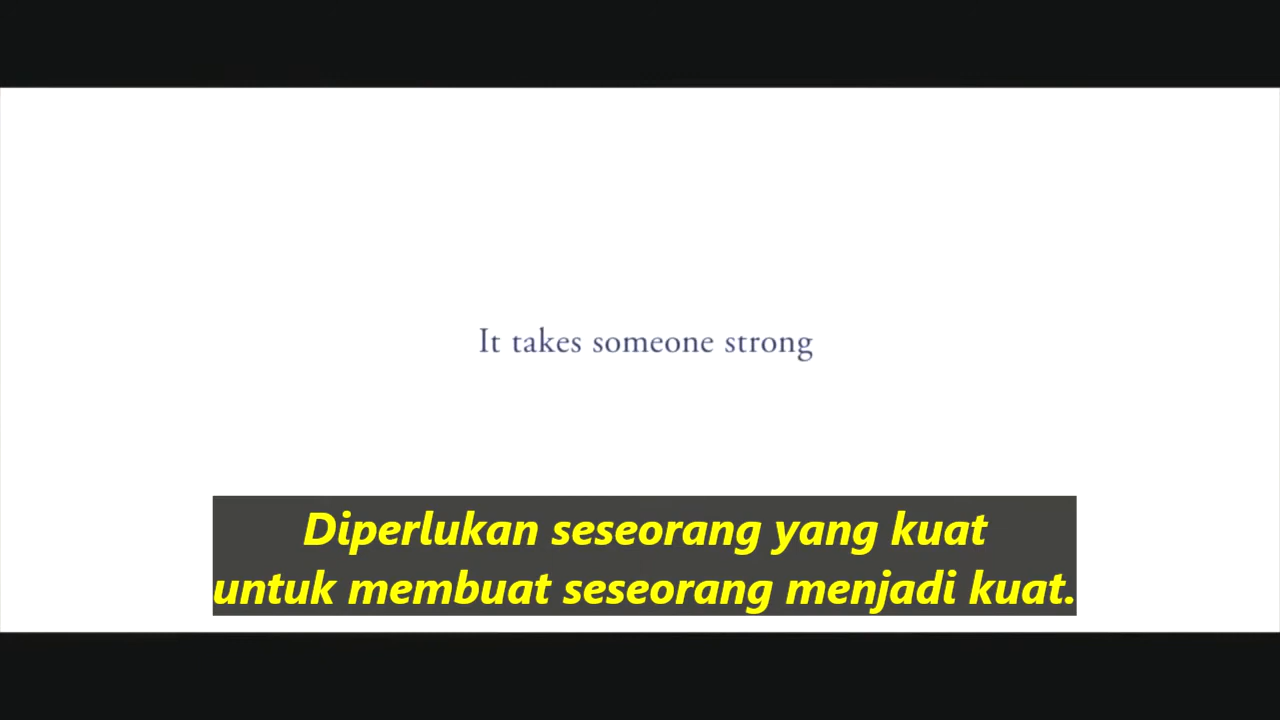 It takes someone strong
Diperlukan seseorang yang kuat
untuk membuat seseorang menjadi kuat.